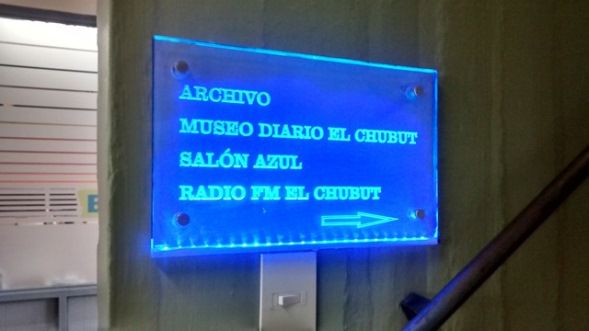 ARCHIVO
MUSEO DIARIO EL CHUBUT
SALÓN AZUL
RADIO FM EL CHUBUT